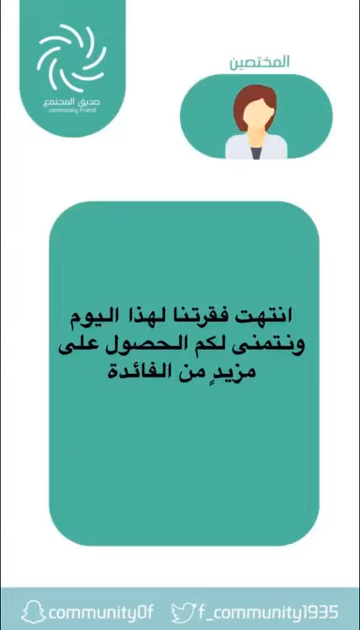 صديق المجتمع
community Friend
المختصين
انتهت فقرتنا لهذا اليوم
ونتمنى لكم الحصول على
مزيدٍ من الفائدة
community0f
f_community1935